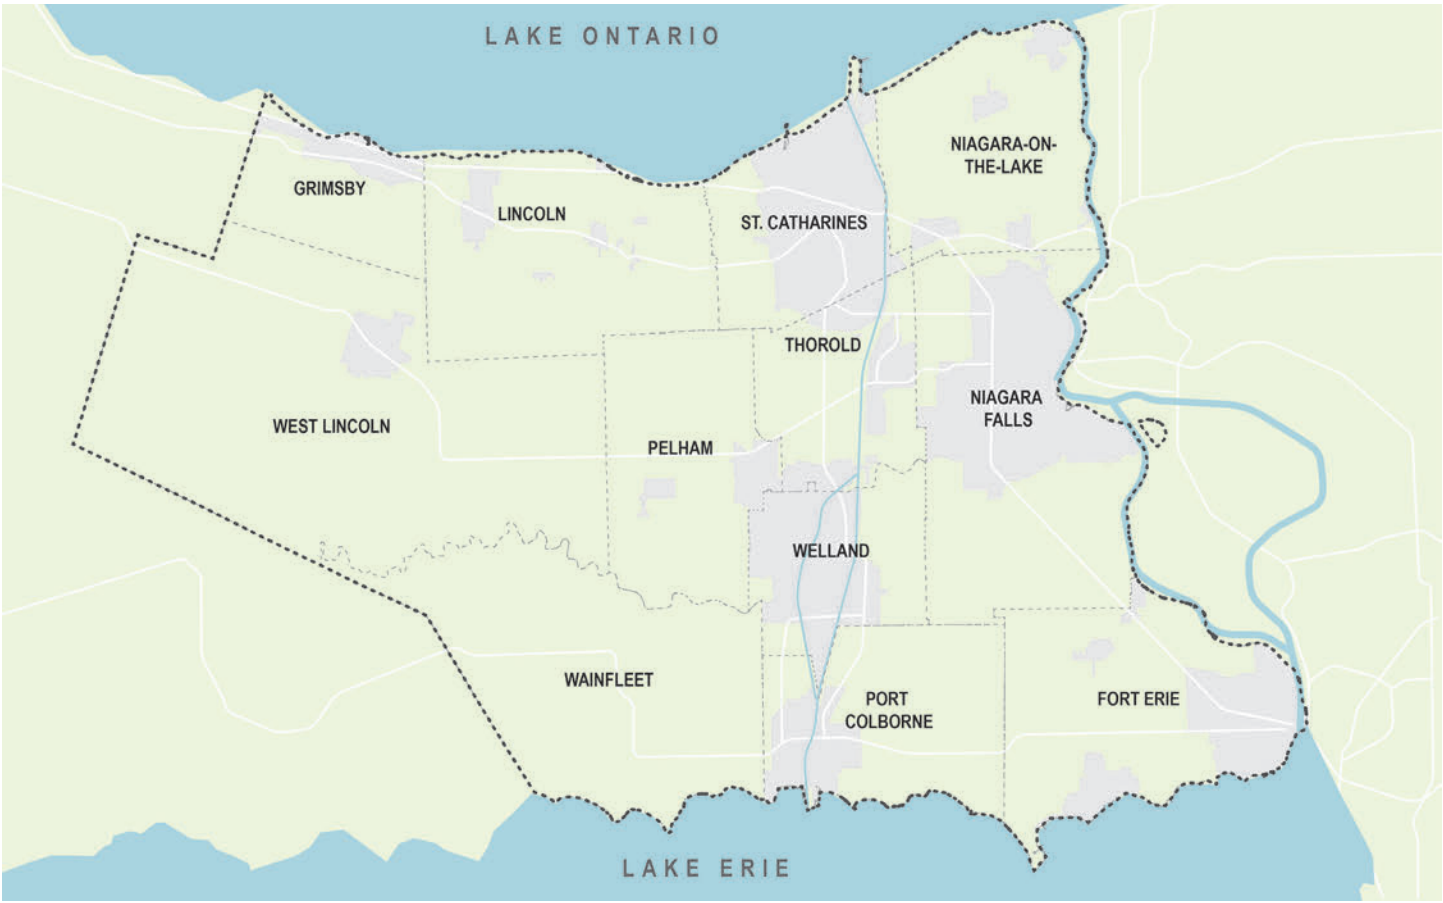 LAKE ONTARIO
NIAGARA-ON-
THE-LAKE
GRIMSBY
LINCOLN
ST. CATHARINES
THOROLD
NIAGARA
FALLS
WEST LINCOLN
PELHAM
WELLAND
WAINFLEET
PORT
COLBORNE
FORT ERIE
LAKE ERIE